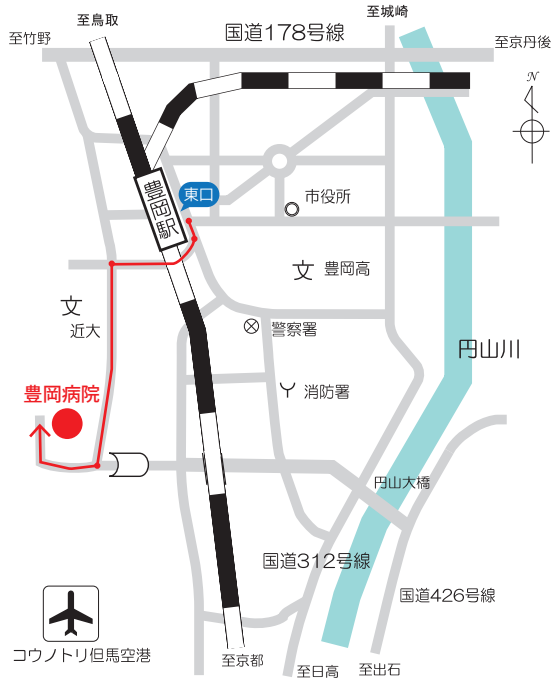 至城崎
至鳥取
国道178号線
至竹野
至京丹後
N
豊岡駅
東口
市役所
文
豊岡高
文
近大
警察署
円山川
豊岡病院
消防署
円山大橋
国道312号線
国道426号線
コウノトリ但馬空港
至京都
至日高
至出石